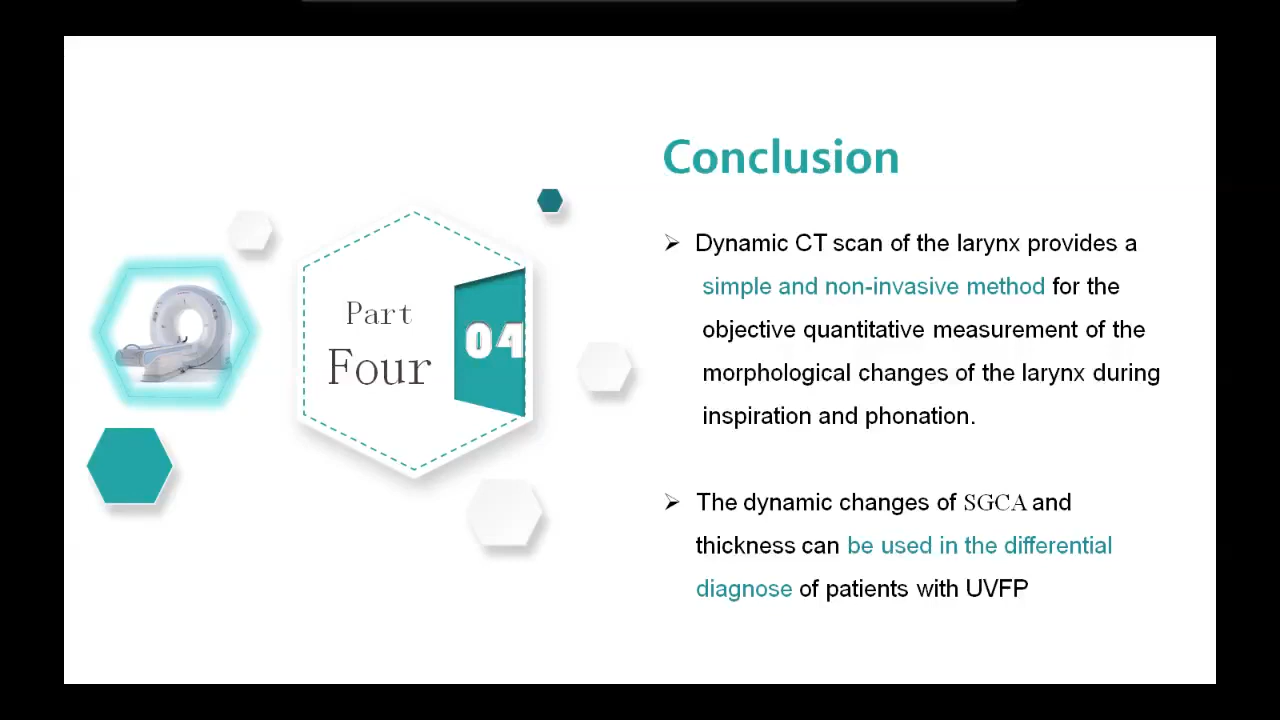 Part
Four
04
Conclusion
➢ Dynamic CT scan of the larynx provides a
simple and non-invasive method for the
objective quantitative measurement of the
morphological changes of the larynx during
inspiration and phonation.
➢ The dynamic changes of SGCA and
thickness can be used in the differential
diagnose of patients with UVFP